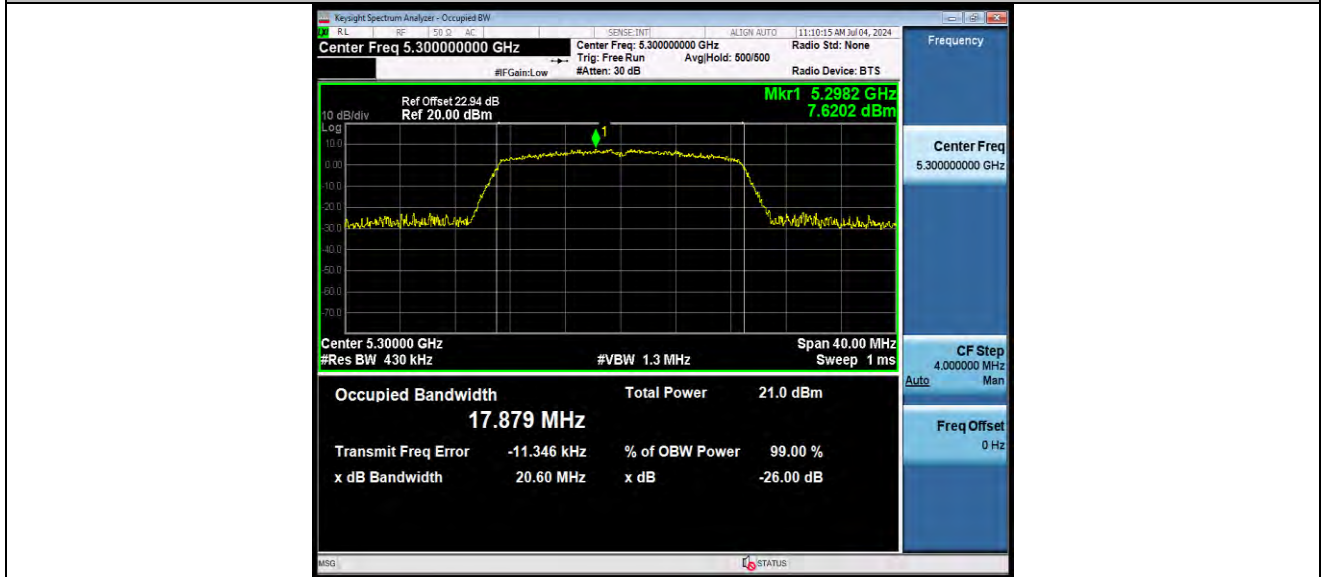 Keysight Spectrum Analyzer - Occupied BW
RL RF 50 Ω AC SENSE:INT ALIGN AUTO 11:10:15 AM Jul 04, 2024
Center Freq 5.300000000 GHz Center Freq: 5.300000000 GHz Radio Std: None
Trig: Free Run Avg|Hold: 500/500
#IFGain:Low #Atten: 30 dB Radio Device: BTS
Frequency
Mkr1 5.2982 GHz
7.6202 dBm
Ref Offset 22.94 dB
10 dB/div Ref 20.00 dBm
Log
1
10.0
0.00
-10.0
-20.0
-30.0
-40.0
-50.0
-60.0
-70.0
Center 5.30000 GHz Span 40.00 MHz
#Res BW 430 kHz #VBW 1.3 MHz Sweep 1 ms
Occupied Bandwidth Total Power 21.0 dBm
17.879 MHz
Transmit Freq Error -11.346 kHz % of OBW Power 99.00 %
x dB Bandwidth 20.60 MHz x dB -26.00 dB
Center Freq
5.300000000 GHz
CF Step
4.000000 MHz
Auto Man
Freq Offset
0 Hz
MSG STATUS